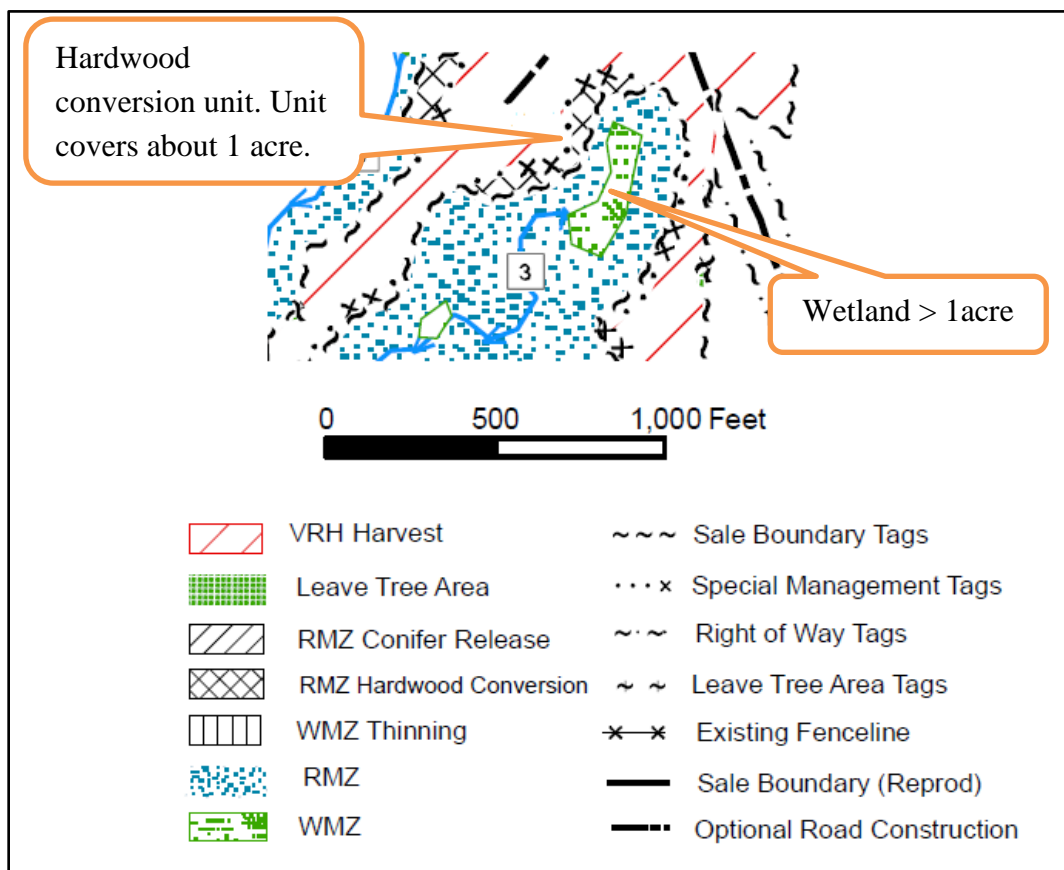 Hardwood
conversion unit. Unit
covers about 1 acre.
3
Wetland > 1acre
0 500 1,000 Feet
VRH Harvest
Leave Tree Area
RMZ Conifer Release
RMZ Hardwood Conversion
WMZ Thinning
RMZ
WMZ
Sale Boundary Tags
Special Management Tags
Right of Way Tags
Leave Tree Area Tags
Existing Fenceline
Sale Boundary (Reprod)
Optional Road Construction